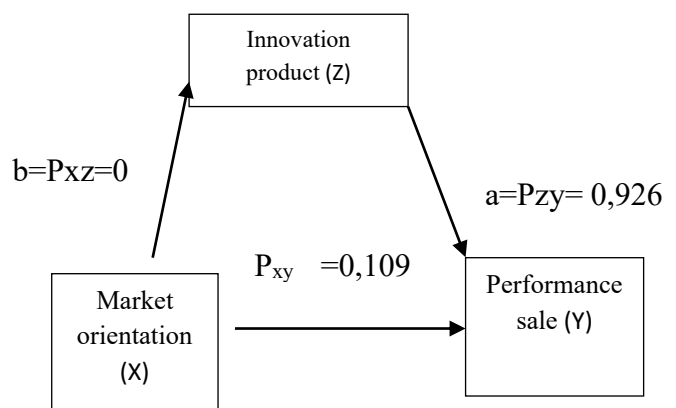 Innovation
product (Z)
b=Pxz=0
a=Pzy= 0,926
Pxy =0,109
Market
orientation
(X)
Performance
sale (Y)